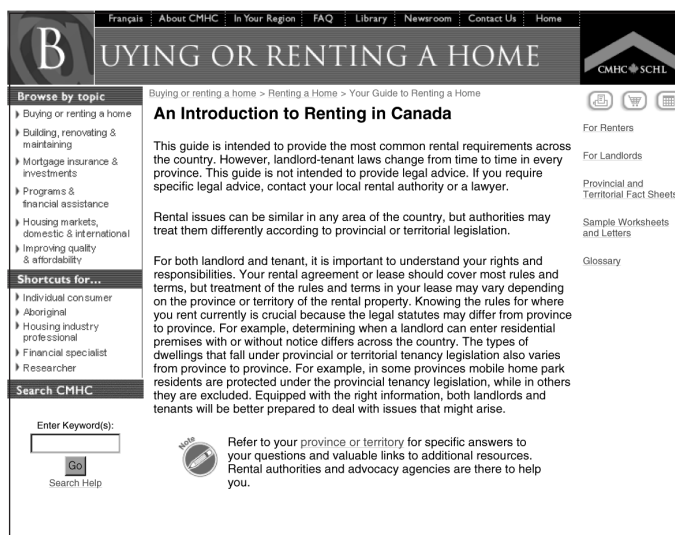 Français About CMHC In Your Region FAQ Library Newsroom Contact Us Home
BUYING OR RENTING A HOME
CMHC SCHL
Browse by topic
Buying or renting a home
Building, renovating &
maintaining
Mortgage insurance &
investments
Programs &
financial assistance
Housing markets,
domestic & international
Improving quality
& affordability
Shortcuts for...
Individual consumer
Aboriginal
Housing industry
professional
Financial specialist
Researcher
Search CMHC
Enter Keyword(s):
Go
Search Help
Buying or renting a home > Renting a Home > Your Guide to Renting a Home
An Introduction to Renting in Canada
This guide is intended to provide the most common rental requirements across
the country. However, landlord-tenant laws change from time to time in every
province. This guide is not intended to provide legal advice. If you require
specific legal advice, contact your local rental authority or a lawyer.
Rental issues can be similar in any area of the country, but authorities may
treat them differently according to provincial or territorial legislation.
For both landlord and tenant, it is important to understand your rights and
responsibilities. Your rental agreement or lease should cover most rules and
terms, but treatment of the rules and terms in your lease may vary depending
on the province or territory of the rental property. Knowing the rules for where
you rent currently is crucial because the legal statutes may differ from province
to province. For example, determining when a landlord can enter residential
premises with or without notice differs across the country. The types of
dwellings that fall under provincial or territorial tenancy legislation also varies
from province to province. For example, in some provinces mobile home park
residents are protected under the provincial tenancy legislation, while in others
they are excluded. Equipped with the right information, both landlords and
tenants will be better prepared to deal with issues that might arise.
Note
Refer to your province or territory for specific answers to
your questions and valuable links to additional resources.
Rental authorities and advocacy agencies are there to help
you.
For Renters
For Landlords
Provincial and
Territorial Fact Sheets
Sample Worksheets
and Letters
Glossary